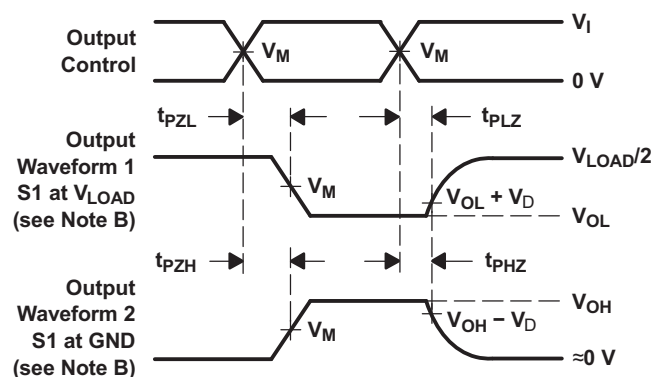 Output
Control
V_M
V_M
V_I
0 V
t_PZL
t_PLZ
Output
Waveform 1
S1 at V_LOAD
(see Note B)
V_M
V_LOAD/2
V_OL + V_D
V_OL
t_PZH
t_PHZ
Output
Waveform 2
S1 at GND
(see Note B)
V_M
V_OH
V_OH − V_D
≈0 V